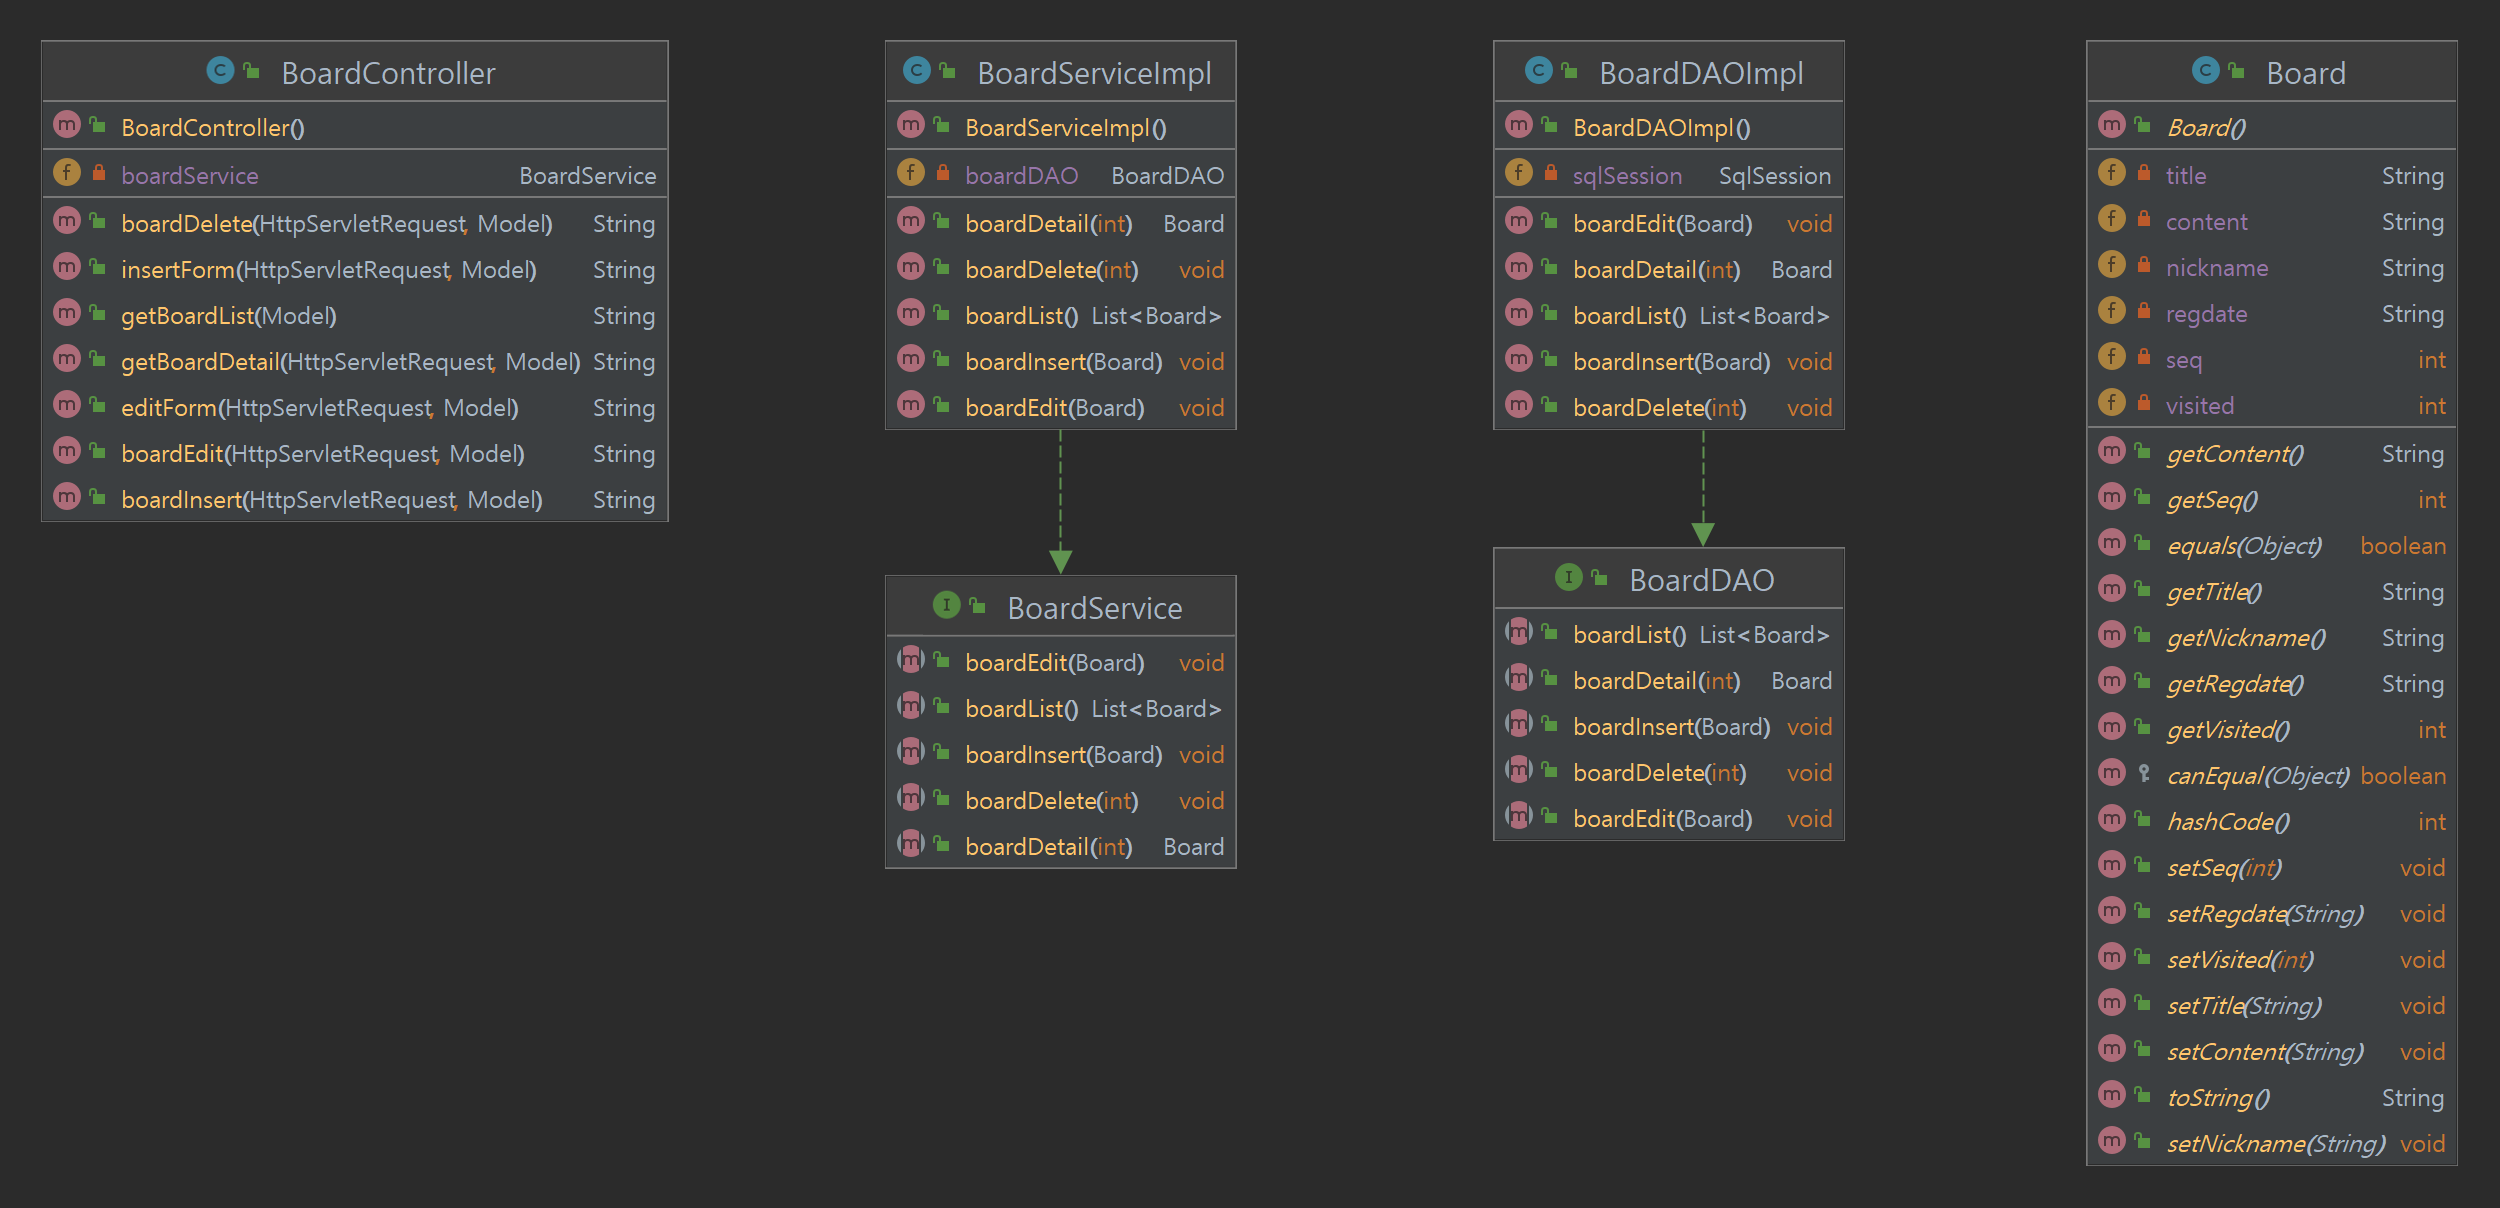 BoardController
BoardController()
boardService BoardService
boardDelete(HttpServletRequest, Model) String
insertForm(HttpServletRequest, Model) String
getBoardList(Model) String
getBoardDetail(HttpServletRequest, Model) String
editForm(HttpServletRequest, Model) String
boardEdit(HttpServletRequest, Model) String
boardInsert(HttpServletRequest, Model) String
BoardServiceImpl
BoardServiceImpl()
boardDAO BoardDAO
boardDetail(int) Board
boardDelete(int) void
boardList() List<Board>
boardInsert(Board) void
boardEdit(Board) void
BoardService
boardEdit(Board) void
boardList() List<Board>
boardInsert(Board) void
boardDelete(int) void
boardDetail(int) Board
BoardDAOImpl
BoardDAOImpl()
sqlSession SqlSession
boardEdit(Board) void
boardDetail(int) Board
boardList() List<Board>
boardInsert(Board) void
boardDelete(int) void
BoardDAO
boardList() List<Board>
boardDetail(int) Board
boardInsert(Board) void
boardDelete(int) void
boardEdit(Board) void
Board
Board()
title String
content String
nickname String
regdate String
seq int
visited int
getContent() String
getSeq() int
equals(Object) boolean
getTitle() String
getNickname() String
getRegdate() String
getVisited() int
canEqual(Object) boolean
hashCode() int
setSeq(int) void
setRegdate(String) void
setVisited(int) void
setTitle(String) void
setContent(String) void
toString() String
setNickname(String) void